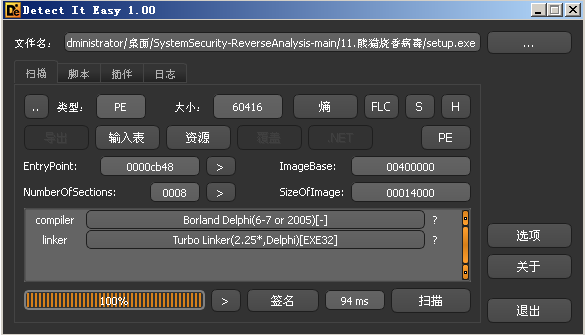 Detect It Easy 1.00
文件名: dministrator/桌面/SystemSecurity-ReverseAnalysis-main/11.熊猫烧香病毒/setup.exe ...
扫描 脚本 插件 日志
.. 类型: PE 大小: 60416 熵 FLC S H
导出 输入表 资源 覆盖 .NET PE
EntryPoint: 0000cb48 > ImageBase: 00400000
NumberOfSections: 0008 > SizeOfImage: 00014000
compiler Borland Delphi(6-7 or 2005)[-] ?
linker Turbo Linker(2.25*,Delphi)[EXE32] ?
选项
关于
100% > 签名 94 ms 扫描
退出